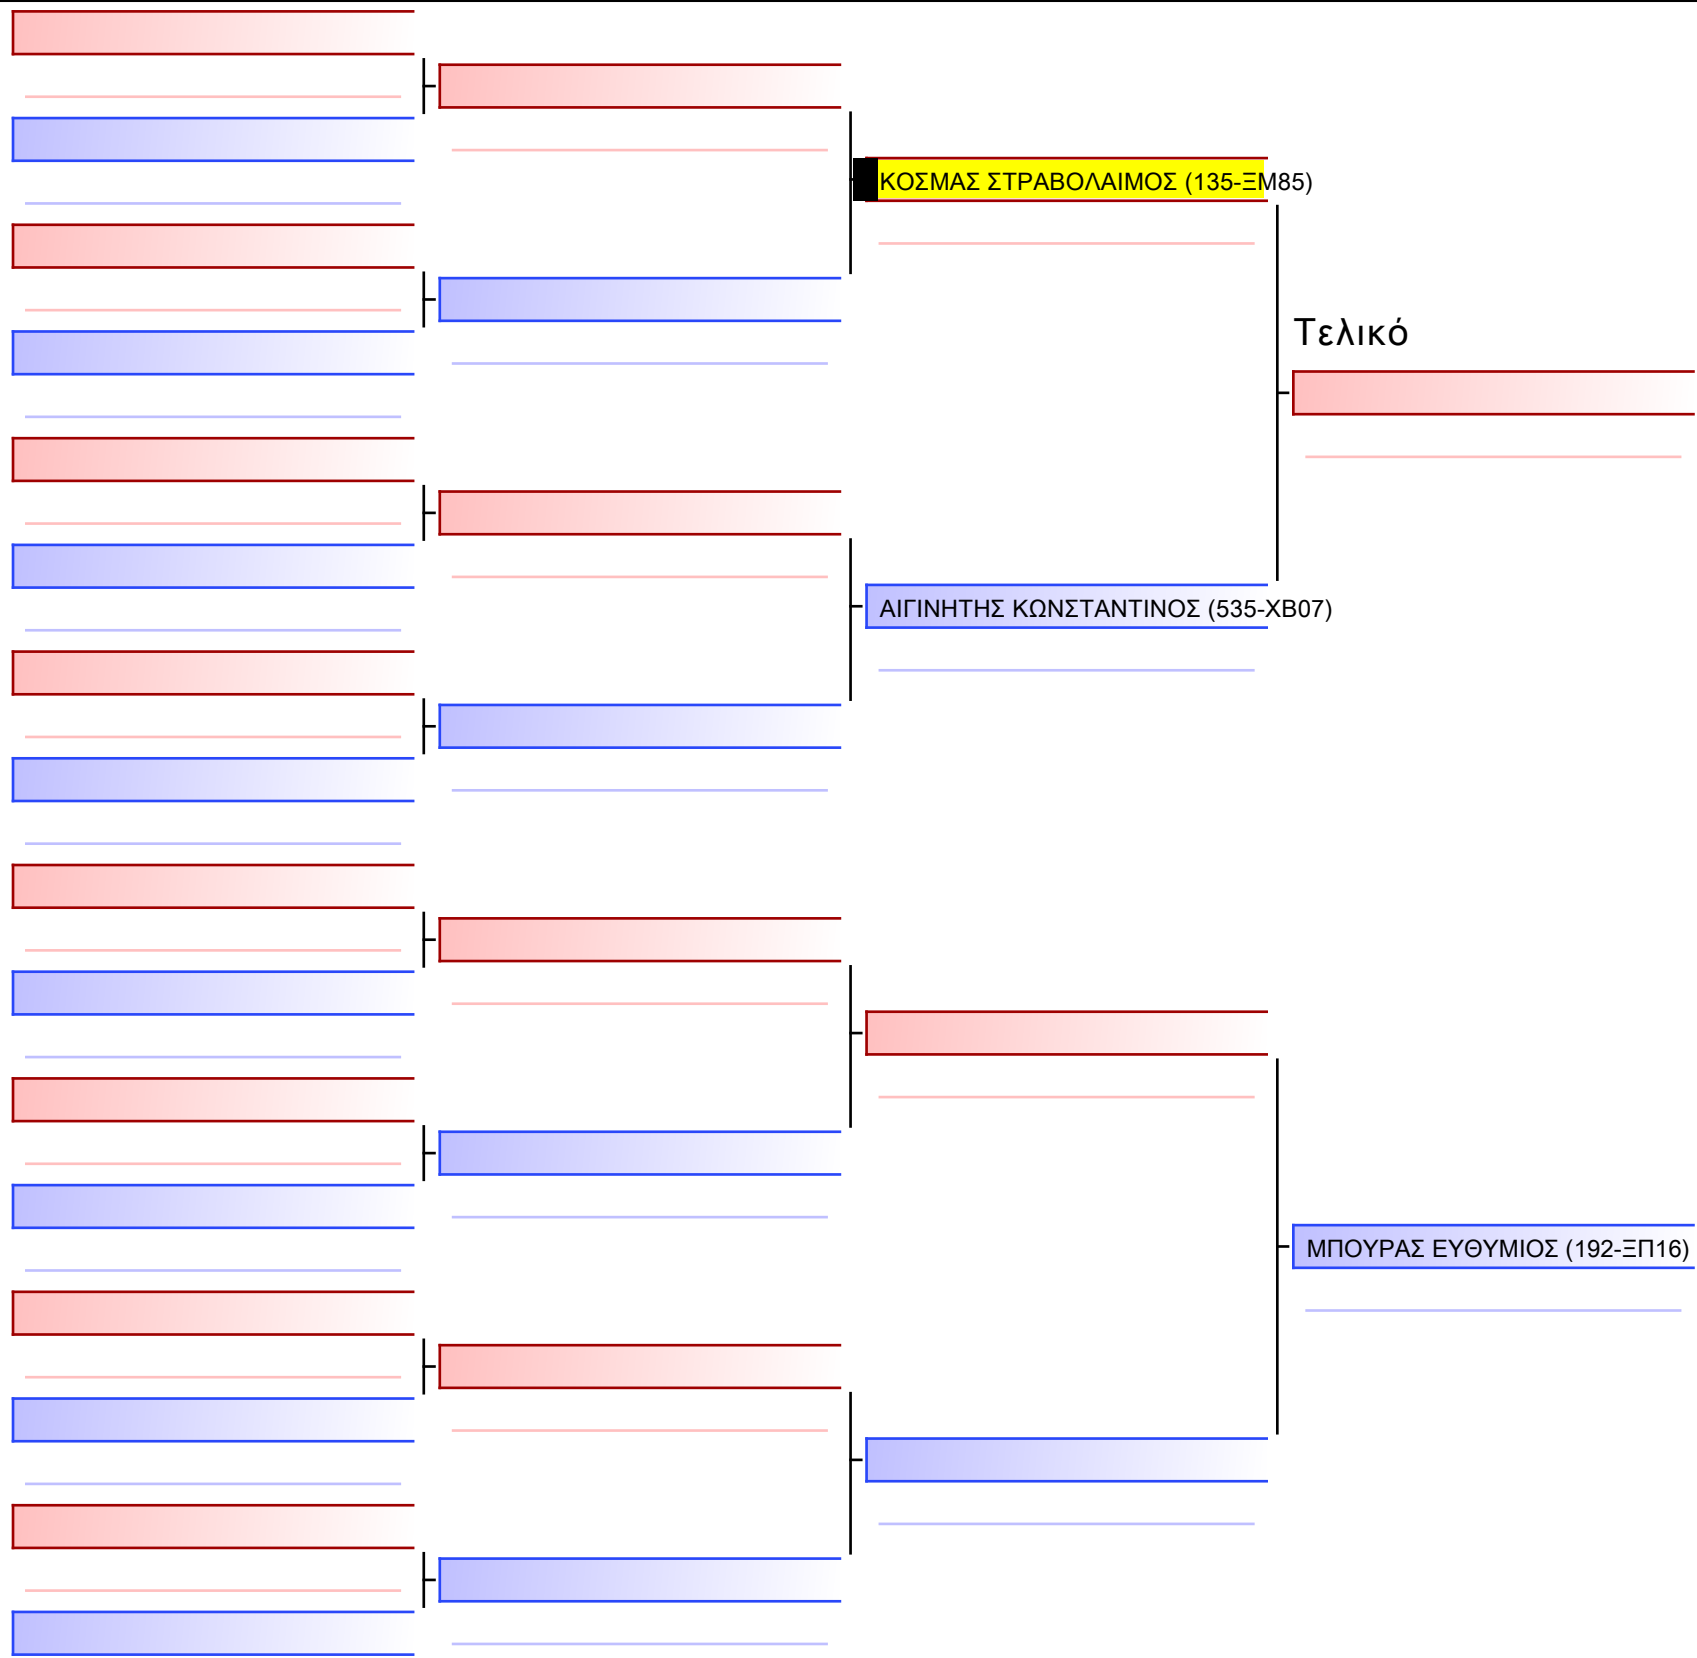 ΚΟΣΜΑΣ ΣΤΡΑΒΟΛΑΙΜΟΣ (135-ΞΜ85)
Τελικό
ΑΙΓΙΝΗΤΗΣ ΚΩΝΣΤΑΝΤΙΝΟΣ (535-ΧΒ07)
ΜΠΟΥΡΑΣ ΕΥΘΥΜΙΟΣ (192-ΞΠ16)